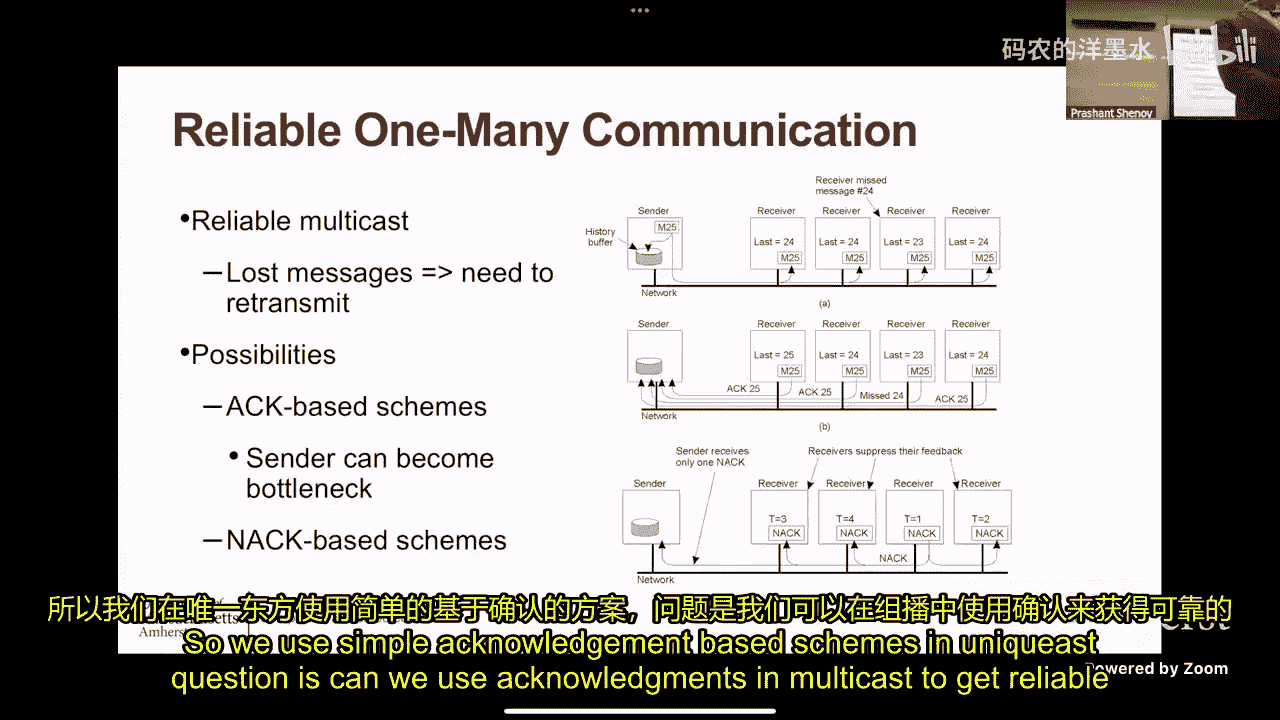 码农的洋墨水
bili
Prashant Shenoy
Reliable One-Many Communication
•Reliable multicast
–Lost messages => need to
retransmit
•Possibilities
–ACK-based schemes
• Sender can become
bottleneck
–NACK-based schemes
Receiver missed
message #24
Sender
Receiver
Receiver
Receiver
Receiver
History
buffer
M25
Last = 24
Last = 24
Last = 23
Last = 24
M25
M25
M25
M25
Network
(a)
Sender
Receiver
Receiver
Receiver
Receiver
Last = 25
Last = 24
Last = 23
Last = 24
M25
M25
M25
M25
ACK 25
ACK 25
Missed 24
ACK 25
Network
(b)
Sender receives
only one NACK
Receivers suppress their feedback
Sender
Receiver
Receiver
Receiver
Receiver
T=3
T=4
T=1
T=2
NACK
NACK
NACK
NACK
NACK
Network
所以我们在唯一东方使用简单的基于确认的方案，问题是我们可以在组播中使用确认来获得可靠的
Amherst
So we use simple acknowledgement based schemes in uniqueast
question is can we use acknowledgments in multicast to get reliable
Powered by Zoom